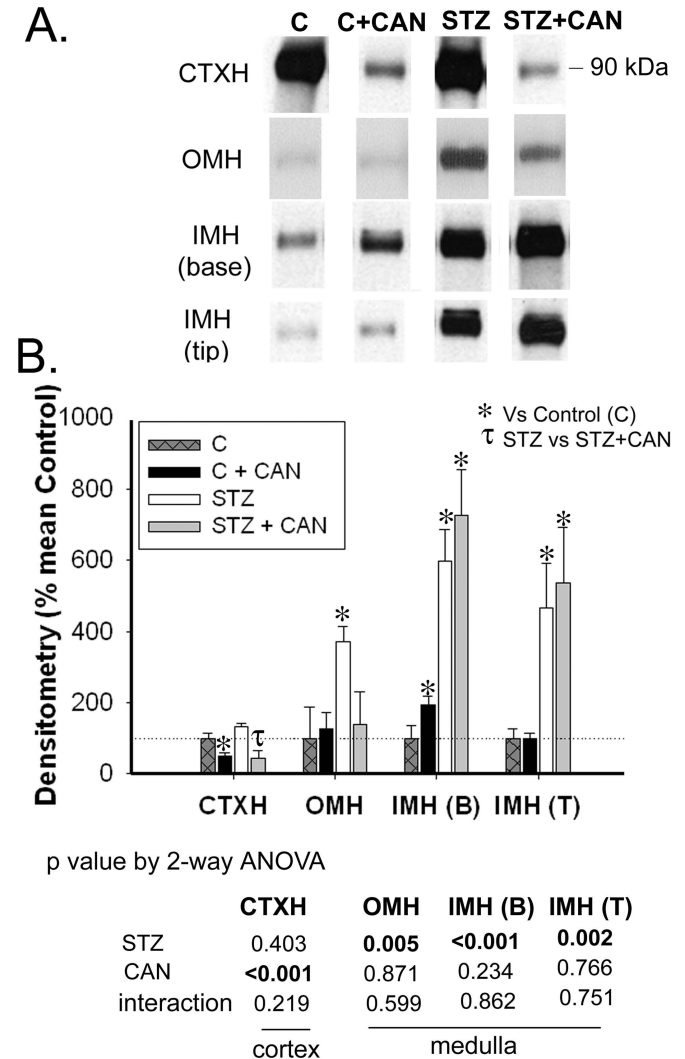 A.
C C+CAN STZ STZ+CAN
CTXH
– 90 kDa
OMH
IMH
(base)
IMH
(tip)
B.
Densitometry (% mean Control)
1000
800
600
400
200
0
C
C + CAN
STZ
STZ + CAN
* Vs Control (C)
τ STZ vs STZ+CAN
* τ * * * * * *
CTXH OMH IMH (B) IMH (T)
p value by 2-way ANOVA
CTXH OMH IMH (B) IMH (T)
STZ 0.403 0.005 <0.001 0.002
CAN <0.001 0.871 0.234 0.766
interaction 0.219 0.599 0.862 0.751
cortex medulla